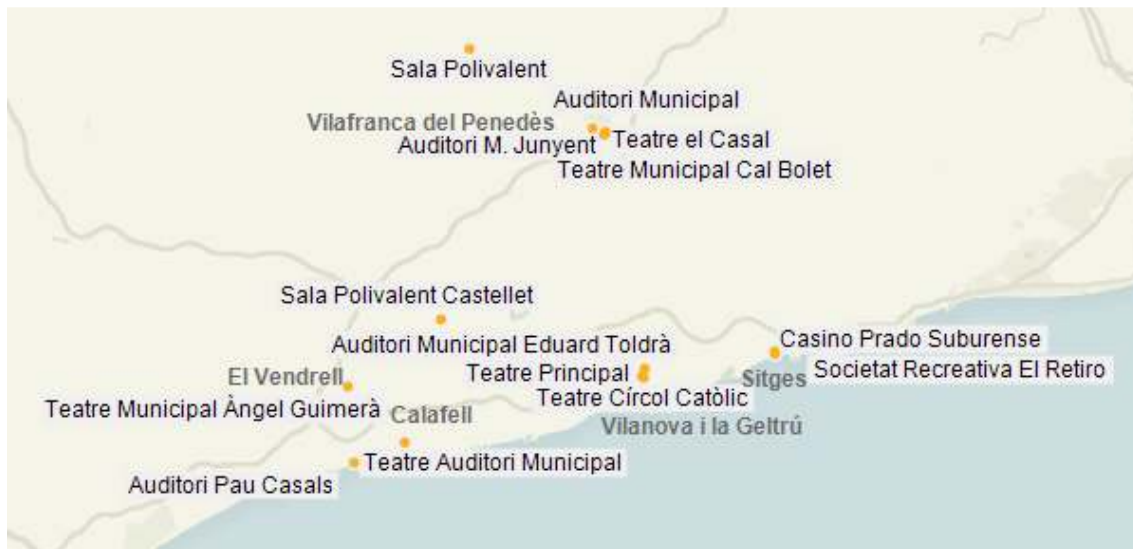 Sala Polivalent
Auditori Municipal
Vilafranca del Penedès
Auditori M. Junyent
Teatre el Casal
Teatre Municipal Cal Bolet
Sala Polivalent Castellet
Auditori Municipal Eduard Toldrà
Casino Prado Suburense
El Vendrell
Teatre Principal
Sitges
Societat Recreativa El Retiro
Teatre Municipal Àngel Guimerà
Teatre Círcol Catòlic
Calafell
Vilanova i la Geltrú
Teatre Auditori Municipal
Auditori Pau Casals